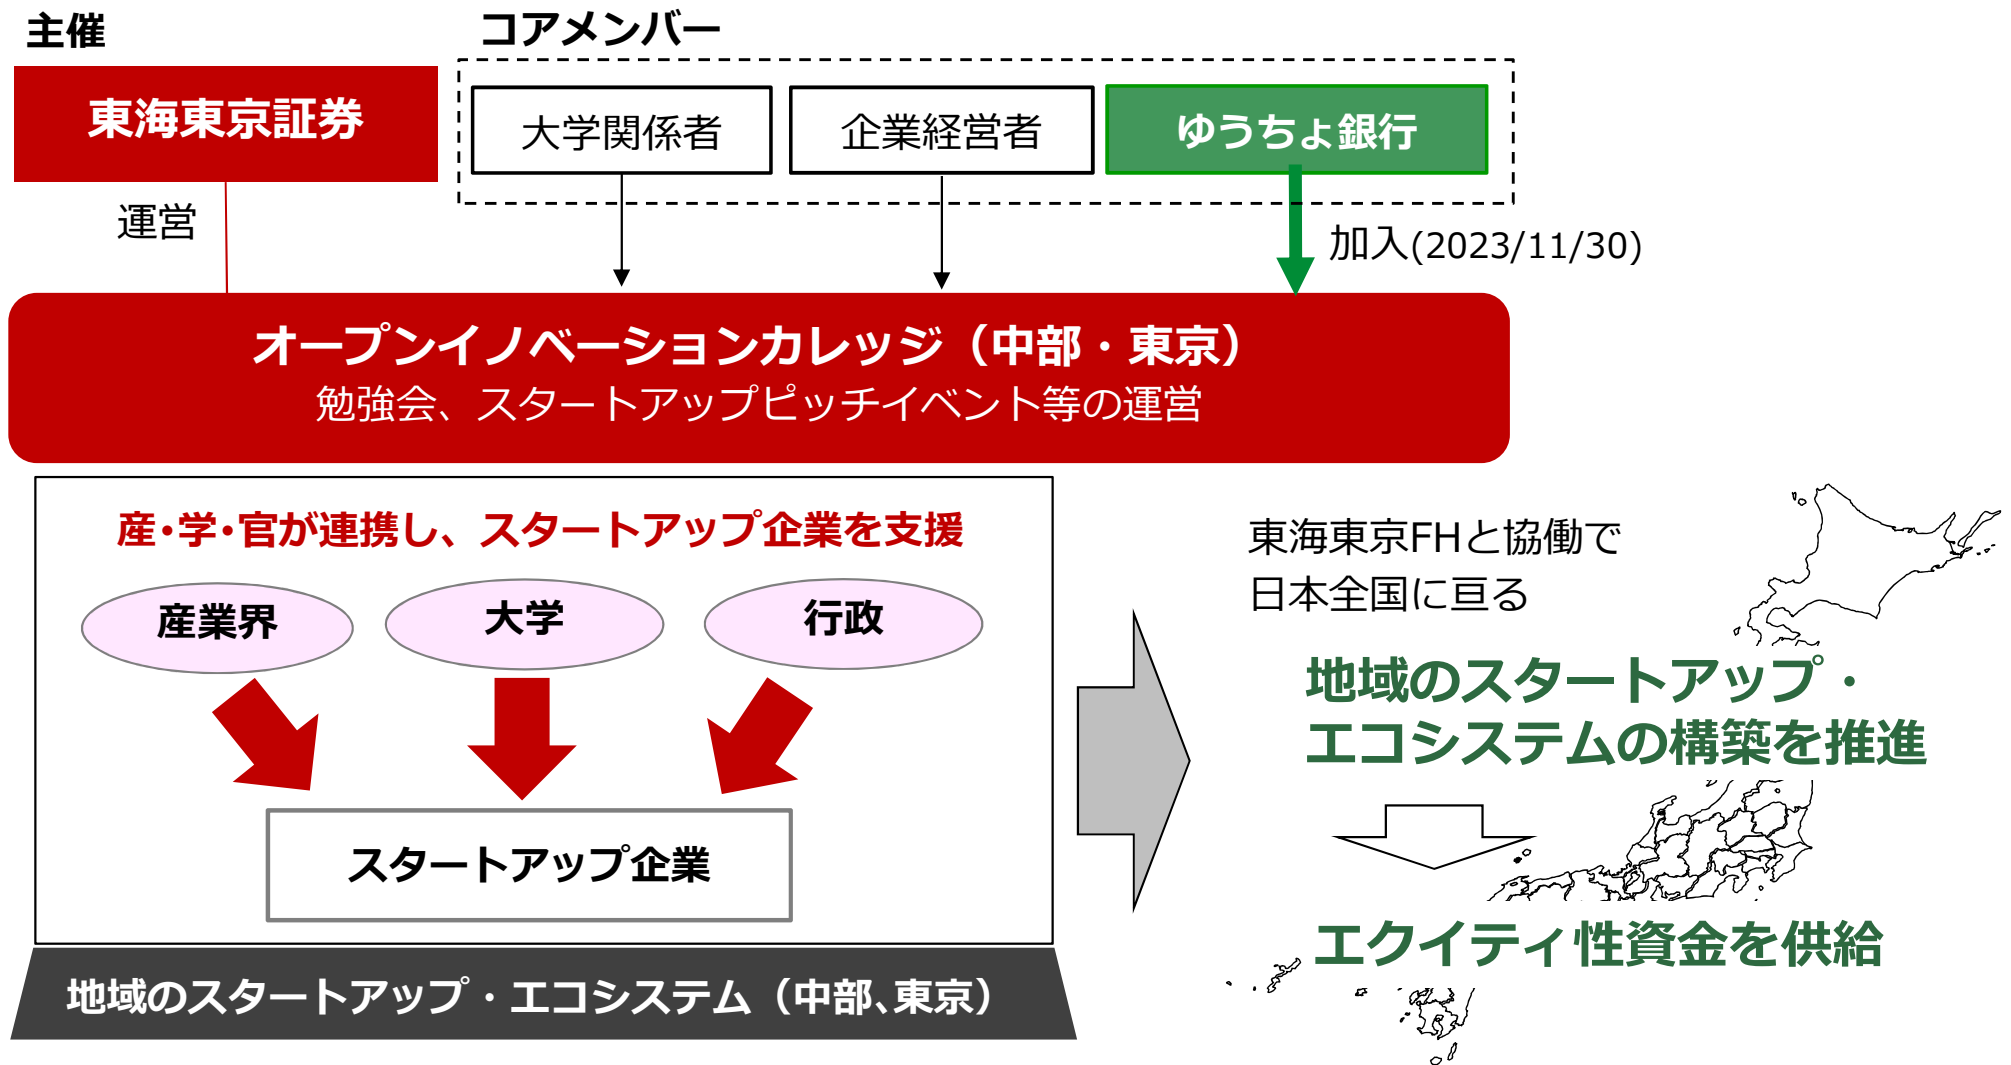 主催
コアメンバー
東海東京証券
大学関係者
企業経営者
ゆうちょ銀行
運営
加入(2023/11/30)
オープンイノベーションカレッジ（中部・東京）
勉強会、スタートアップピッチイベント等の運営
産・学・官が連携し、スタートアップ企業を支援
産業界
大学
行政
スタートアップ企業
地域のスタートアップ・エコシステム（中部、東京）
東海東京FHと協働で
日本全国に亘る
地域のスタートアップ・
エコシステムの構築を推進
エクイティ性資金を供給